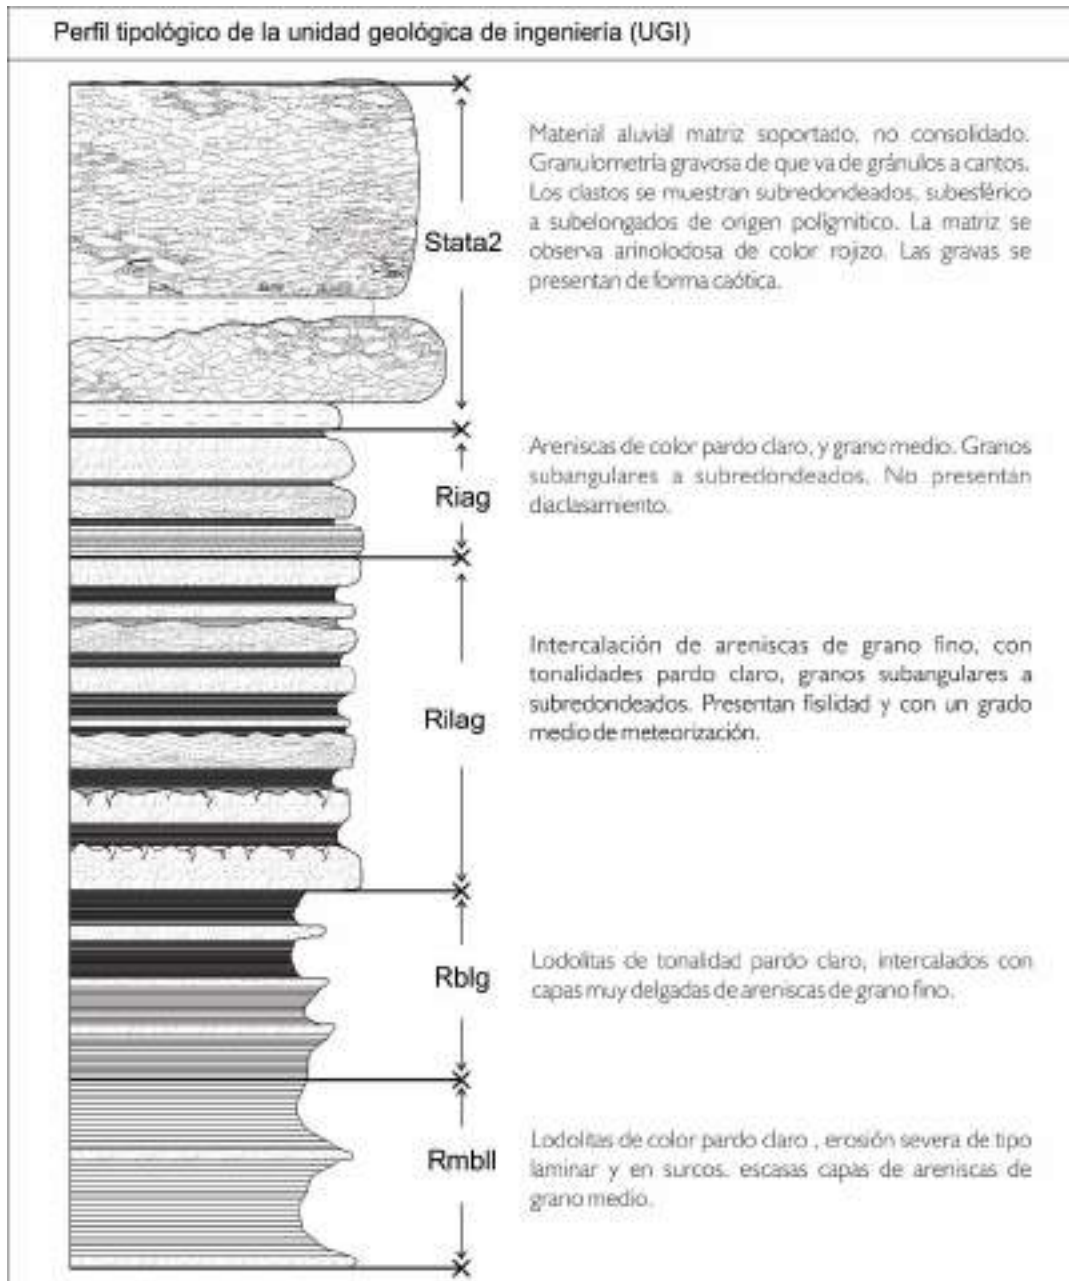 Perfil tipológico de la unidad geológica de ingeniería (UGI)
Material aluvial matriz soportado, no consolidado.
Granulometría gravosa de que va de gránulos a cantos.
Los clastos se muestran subredondeados, subesférico
a subelongados de origen poligmítico. La matriz se
observa arinolodosa de color rojizo. Las gravas se
presentan de forma caótica.
Stata2
Areniscas de color pardo claro, y grano medio. Granos
subangulares a subredondeados. No presentan
diaclasamiento.
Riag
Intercalación de areniscas de grano fino, con
tonalidades pardo claro, granos subangulares a
subredondeados. Presentan fisilidad y con un grado
medio de meteorización.
Rilag
Lodolitas de tonalidad pardo claro, intercalados con
capas muy delgadas de areniscas de grano fino.
Rblg
Lodolitas de color pardo claro , erosión severa de tipo
laminar y en surcos, escasas capas de areniscas de
grano medio.
Rmbll